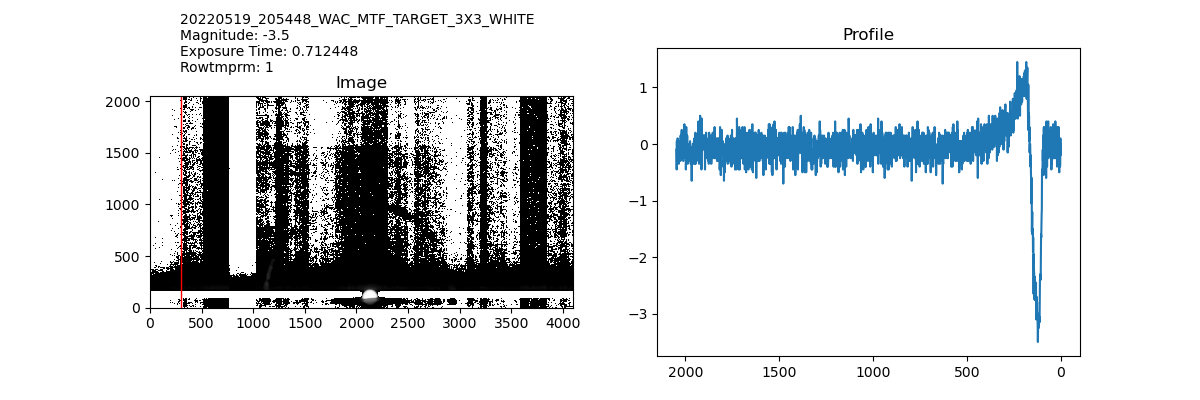 20220519_205448_WAC_MTF_TARGET_3X3_WHITE
Magnitude: -3.5
Exposure Time: 0.712448
Rowtmprm: 1
Image
2000
1500
1000
500
0
0 500 1000 1500 2000 2500 3000 3500 4000
Profile
1
0
−1
−2
−3
2000 1500 1000 500 0